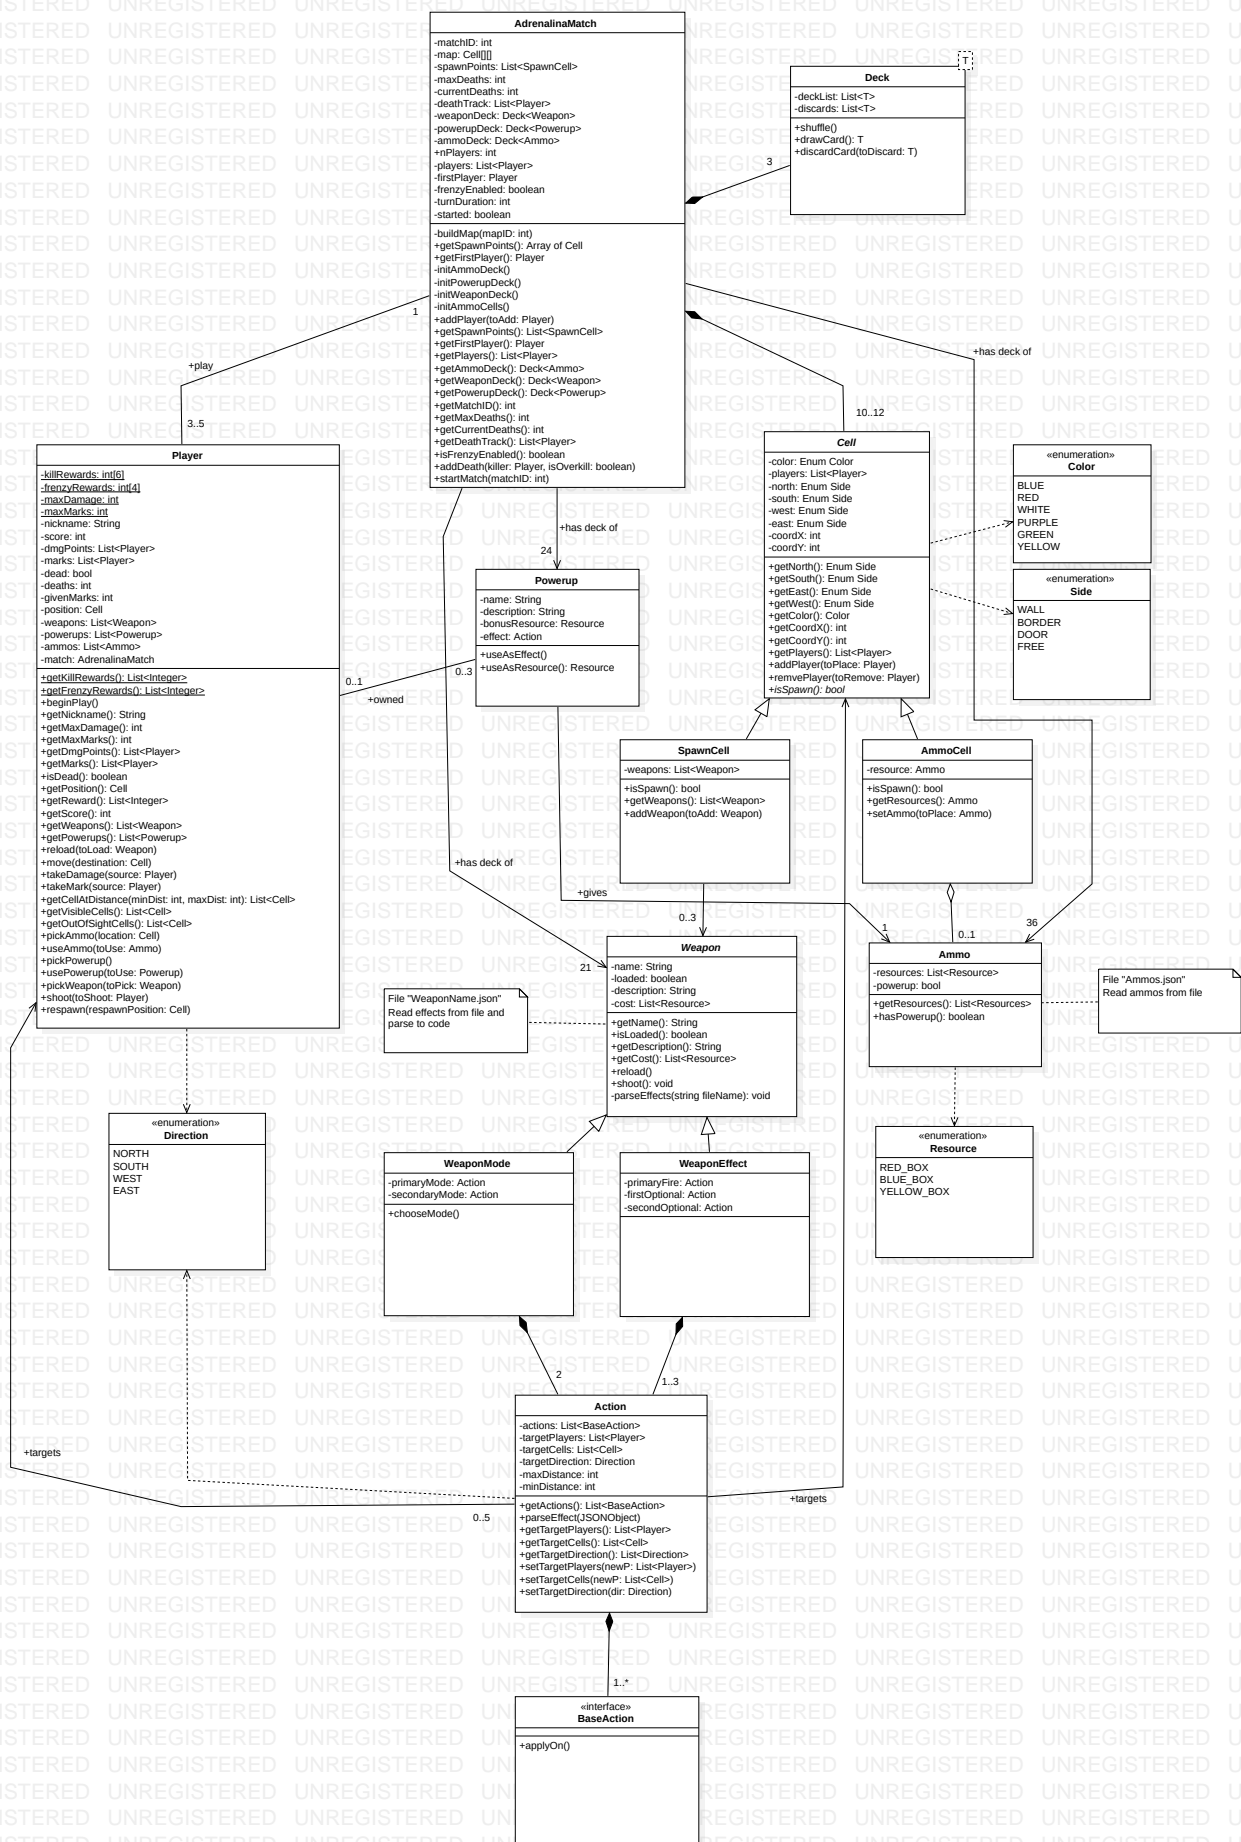 AdrenalinaMatch
-matchID: int
-map: Cell[][]
-spawnPoints: List<SpawnCell>
-maxDeaths: int
-currentDeaths: int
-deathTrack: List<Player>
-weaponDeck: Deck<Weapon>
-powerupDeck: Deck<Powerup>
-ammoDeck: Deck<Ammo>
+nPlayers: int
-players: List<Player>
-firstPlayer: Player
-frenzyEnabled: boolean
-turnDuration: int
-started: boolean
-buildMap(mapID: int)
+getSpawnPoints(): Array of Cell
+getFirstPlayer(): Player
-initAmmoDeck()
-initPowerupDeck()
-initWeaponDeck()
-initAmmoCells()
+addPlayer(toAdd: Player)
+getSpawnPoints(): List<SpawnCell>
+getFirstPlayer: Player
+getPlayers(): List<Player>
+getAmmoDeck(): Deck<Ammo>
+getWeaponDeck(): Deck<Weapon>
+getPowerupDeck(): Deck<Powerup>
+getMatchID(): int
+getMaxDeaths(): int
+getCurrentDeaths(): int
+getDeathTrack(): List<Player>
+isFrenzyEnabled(): boolean
+addDeath(killer: Player, isOverkill: boolean)
+startMatch(matchID: int)
T
Deck
-deckList: List<T>
-discards: List<T>
+shuffle()
+drawCard(): T
+discardCard(toDiscard: T)
3
1
+play
3..5
+has deck of
10..12
Player
-killRewards: int[6]
-frenzyRewards: int[4]
-maxDamage: int
-maxMarks: int
-nickname: String
-score: int
-dmgPoints: List<Player>
-marks: List<Player>
-dead: bool
-deaths: int
-givenMarks: int
-position: Cell
-weapons: List<Weapon>
-powerups: List<Powerup>
-ammos: List<Ammo>
-match: AdrenalinaMatch
+getKillRewards(): List<Integer>
+getFrenzyRewards(): List<Integer>
+beginPlay()
+getNickname(): String
+getMaxDamage(): int
+getMaxMarks(): int
+getDmgPoints(): List<Player>
+getMarks(): List<Player>
+isDead(): boolean
+getPosition(): Cell
+getReward(): List<Integer>
+getScore(): int
+getWeapons(): List<Weapon>
+getPowerups(): List<Powerup>
+reload(toLoad: Weapon)
+move(destination: Cell)
+takeDamage(source: Player)
+takeMark(source: Player)
+getCellAtDistance(minDist: int, maxDist: int): List<Cell>
+getVisibleCells(): List<Cell>
+getOutOfSightCells(): List<Cell>
+pickAmmo(location: Cell)
+useAmmo(toUse: Ammo)
+pickPowerup()
+usePowerup(toUse: Powerup)
+pickWeapon(toPick: Weapon)
+shoot(toShoot: Player)
+respawn(respawnPosition: Cell)
Cell
-color: Enum Color
-players: List<Player>
-north: Enum Side
-south: Enum Side
-west: Enum Side
-east: Enum Side
-coordX: int
-coordY: int
+getNorth(): Enum Side
+getSouth(): Enum Side
+getEast(): Enum Side
+getWest(): Enum Side
+getColor(): Color
+getCoordX(): int
+getCoordY(): int
+getPlayers(): List<Player>
+addPlayer(toPlace: Player)
+remvePlayer(toRemove: Player)
+isSpawn(): bool
«enumeration»
Color
BLUE
RED
WHITE
PURPLE
GREEN
YELLOW
«enumeration»
Side
WALL
BORDER
DOOR
FREE
+has deck of
24
Powerup
-name: String
-description: String
-bonusResource: Resource
-effect: Action
+useAsEffect()
+useAsResource(): Resource
0..1
0..3
+owned
SpawnCell
-weapons: List<Weapon>
+isSpawn(): bool
+getWeapons(): List<Weapon>
+addWeapon(toAdd: Weapon)
AmmoCell
-resource: Ammo
+isSpawn(): bool
+getResources(): Ammo
+setAmmo(toPlace: Ammo)
+has deck of
+gives
0..3
1
0..1
36
21
Weapon
-name: String
-loaded: boolean
-description: String
-cost: List<Resource>
+getName(): String
+isLoaded(): boolean
+getDescription(): String
+getCost(): List<Resource>
+reload()
+shoot(): void
-parseEffects(string fileName): void
File "WeaponName.json"
Read effects from file and
parse to code
Ammo
-resources: List<Resource>
-powerup: bool
+getResources(): List<Resources>
+hasPowerup(): boolean
File "Ammos.json"
Read ammos from file
«enumeration»
Direction
NORTH
SOUTH
WEST
EAST
WeaponMode
-primaryMode: Action
-secondaryMode: Action
+chooseMode()
WeaponEffect
-primaryFire: Action
-firstOptional: Action
-secondOptional: Action
«enumeration»
Resource
RED_BOX
BLUE_BOX
YELLOW_BOX
2
1..3
Action
-actions: List<BaseAction>
-targetPlayers: List<Player>
-targetCells: List<Cell>
-targetDirection: Direction
-maxDistance: int
-minDistance: int
+getActions(): List<BaseAction>
+parseEffect(JSONObject)
+getTargetPlayers(): List<Player>
+getTargetCells(): List<Cell>
+getTargetDirection(): List<Direction>
+setTargetPlayers(newP: List<Player>)
+setTargetCells(newP: List<Cell>)
+setTargetDirection(dir: Direction)
+targets
0..5
+targets
1..*
«interface»
BaseAction
+applyOn()
UNREGISTERED